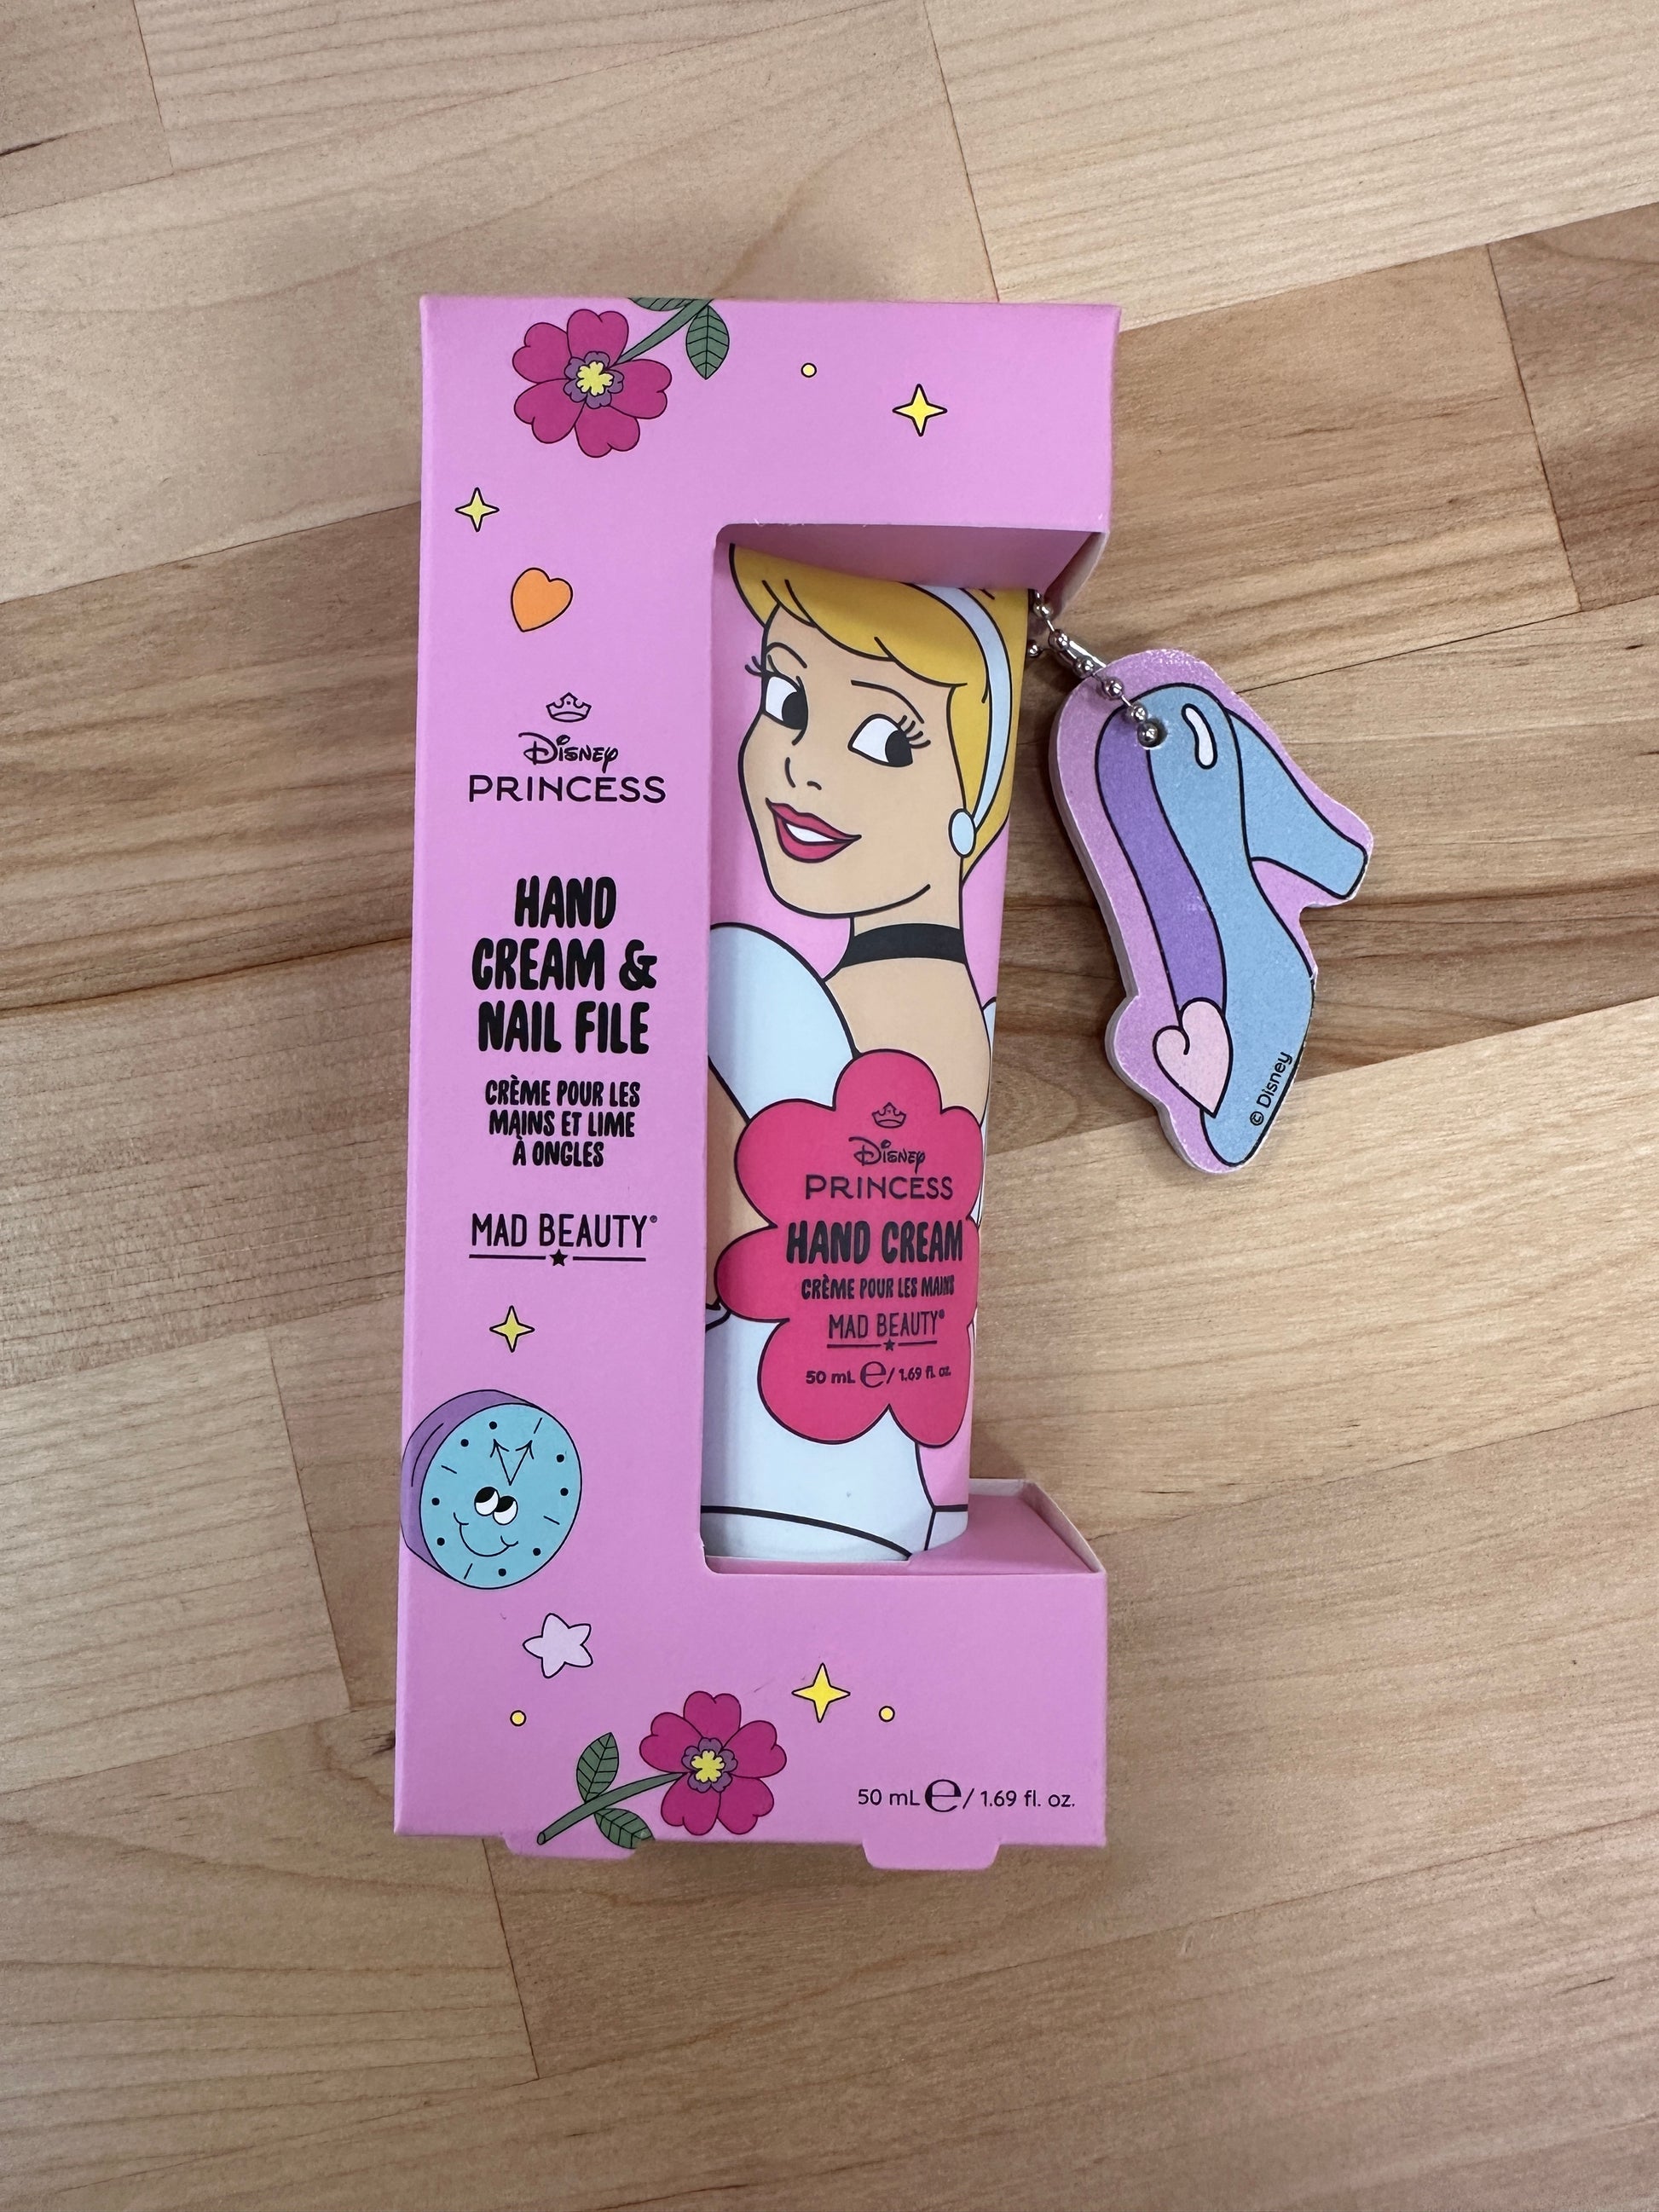 Disney
PRINCESS
HAND
CREAM &
NAIL FILE
CRÈME POUR LES
MAINS ET LIME
À ONGLES
MAD BEAUTY®
50 mL ℮/ 1.69 fl. oz.
Disney
PRINCESS
HAND CREAM
CRÈME POUR LES MAINS
MAD BEAUTY®
50 mL ℮/ 1.69 fl. oz.
© Disney